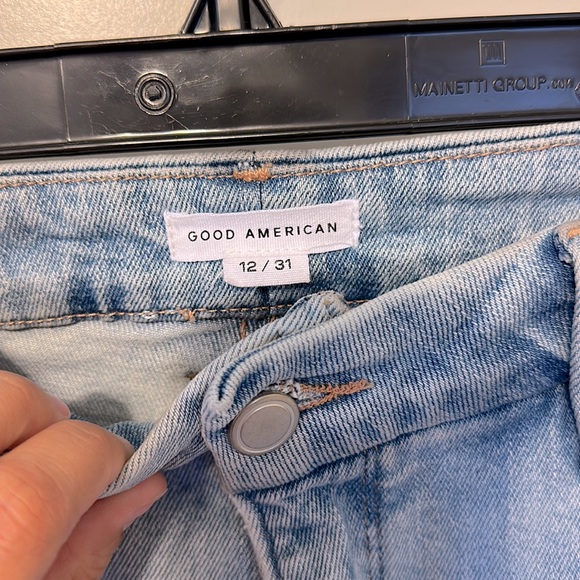 MAINETTI GROUP.COM
GOOD AMERICAN
12 / 31